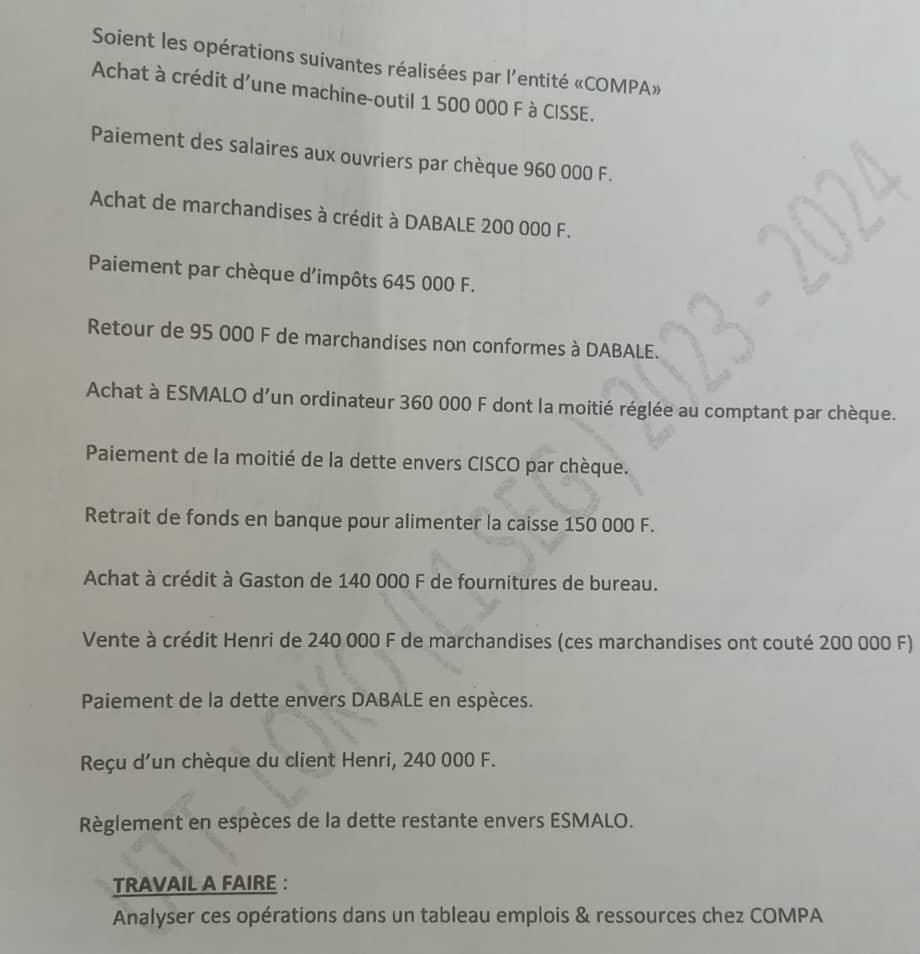 Soient les opérations suivantes réalisées par l'entité «COMPA»
Achat à crédit d'une machine-outil 1 500 000 F à CISSE.
Paiement des salaires aux ouvriers par chèque 960 000 F.
Achat de marchandises à crédit à DABALE 200 000 F.
Paiement par chèque d'impôts 645 000 F.
Retour de 95 000 F de marchandises non conformes à DABALE.
Achat à ESMALO d'un ordinateur 360 000 F dont la moitié réglée au comptant par chèque.
Paiement de la moitié de la dette envers CISCO par chèque.
Retrait de fonds en banque pour alimenter la caisse 150 000 F.
Achat à crédit à Gaston de 140 000 F de fournitures de bureau.
Vente à crédit Henri de 240 000 F de marchandises (ces marchandises ont couté 200 000 F)
Paiement de la dette envers DABALE en espèces.
Reçu d'un chèque du client Henri, 240 000 F.
Règlement en espèces de la dette restante envers ESMALO.
TRAVAIL A FAIRE :
Analyser ces opérations dans un tableau emplois & ressources chez COMPA
LOKO (L1 SEG) 2023 - 2024